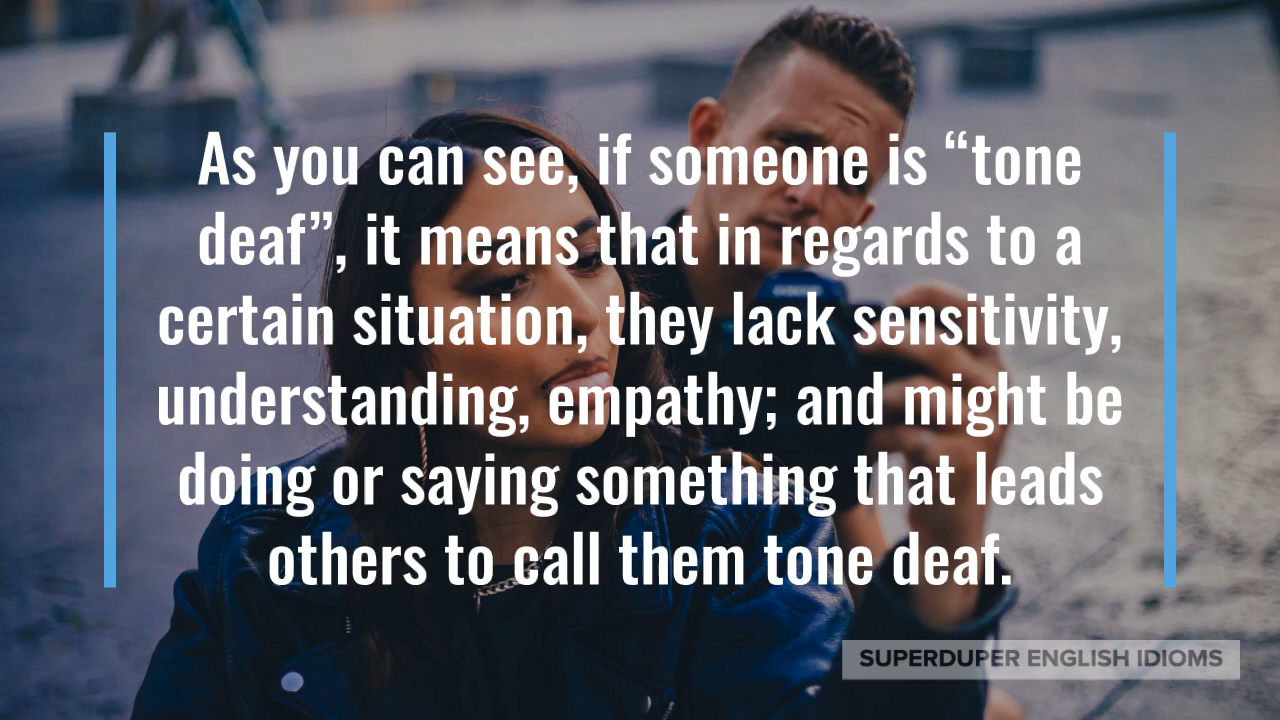 As you can see, if someone is “tone
deaf”, it means that in regards to a
certain situation, they lack sensitivity,
understanding, empathy; and might be
doing or saying something that leads
others to call them tone deaf.
SUPERDUPER ENGLISH IDIOMS